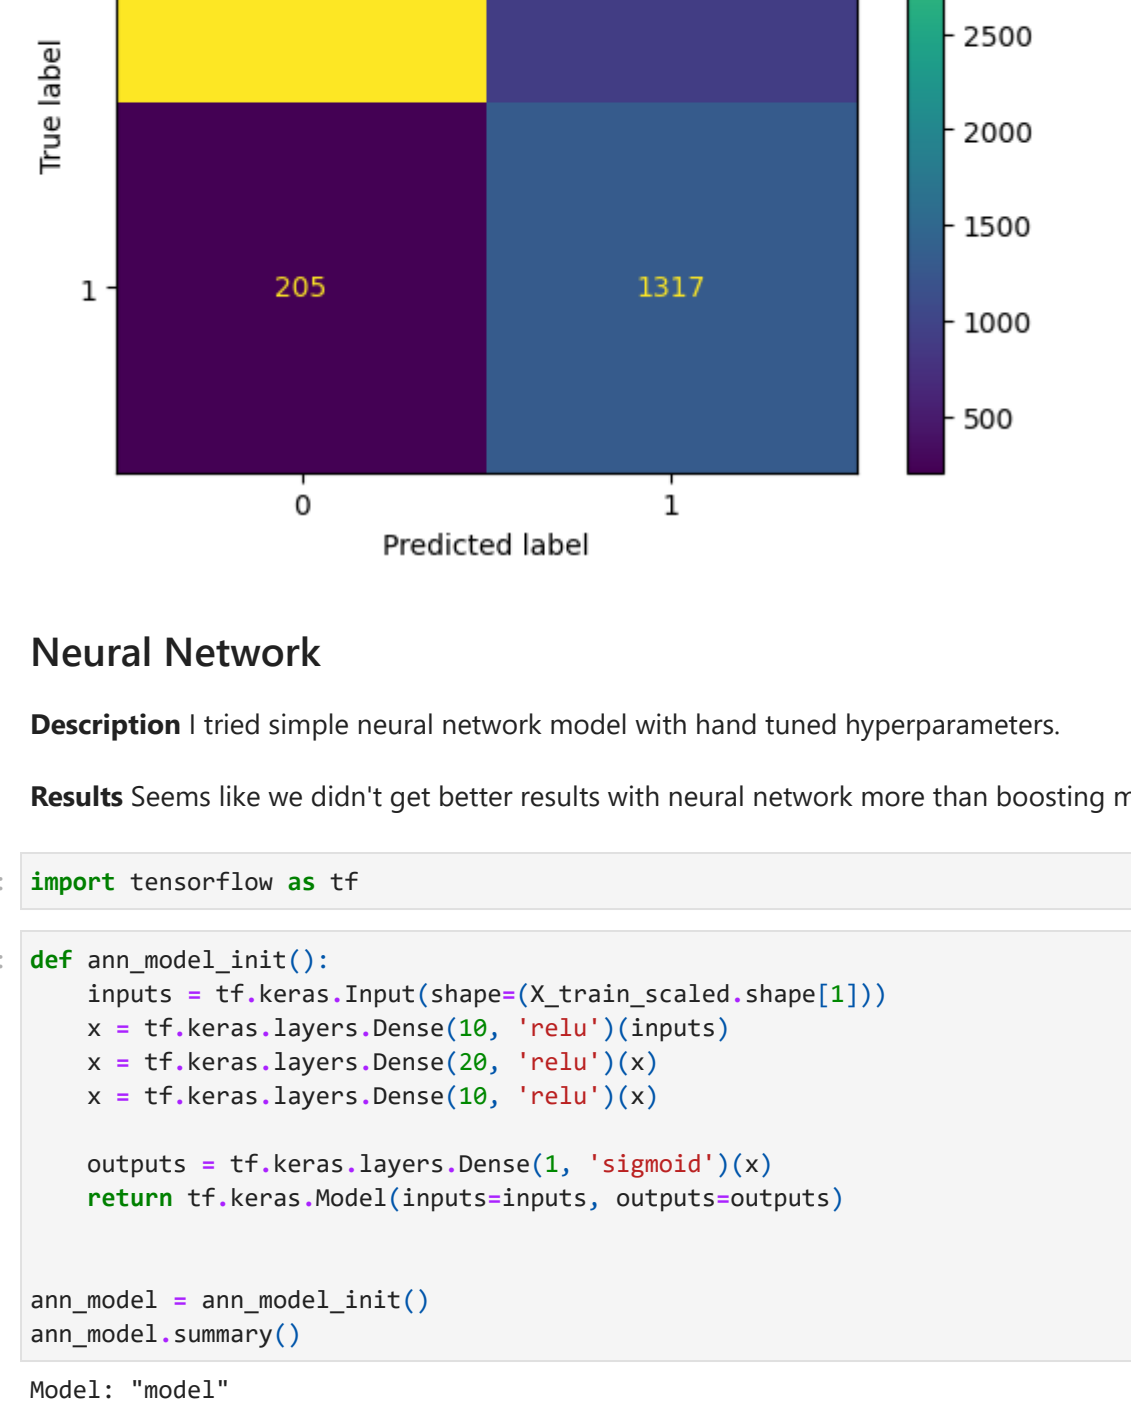 2500
True label
2000
1500
1 205 1317
1000
500
0 1
Predicted label
Neural Network
Description I tried simple neural network model with hand tuned hyperparameters.
Results Seems like we didn't get better results with neural network more than boosting
: import tensorflow as tf
: def ann_model_init():
    inputs = tf.keras.Input(shape=(X_train_scaled.shape[1]))
    x = tf.keras.layers.Dense(10, 'relu')(inputs)
    x = tf.keras.layers.Dense(20, 'relu')(x)
    x = tf.keras.layers.Dense(10, 'relu')(x)
    outputs = tf.keras.layers.Dense(1, 'sigmoid')(x)
    return tf.keras.Model(inputs=inputs, outputs=outputs)
ann_model = ann_model_init()
ann_model.summary()
Model: "model"